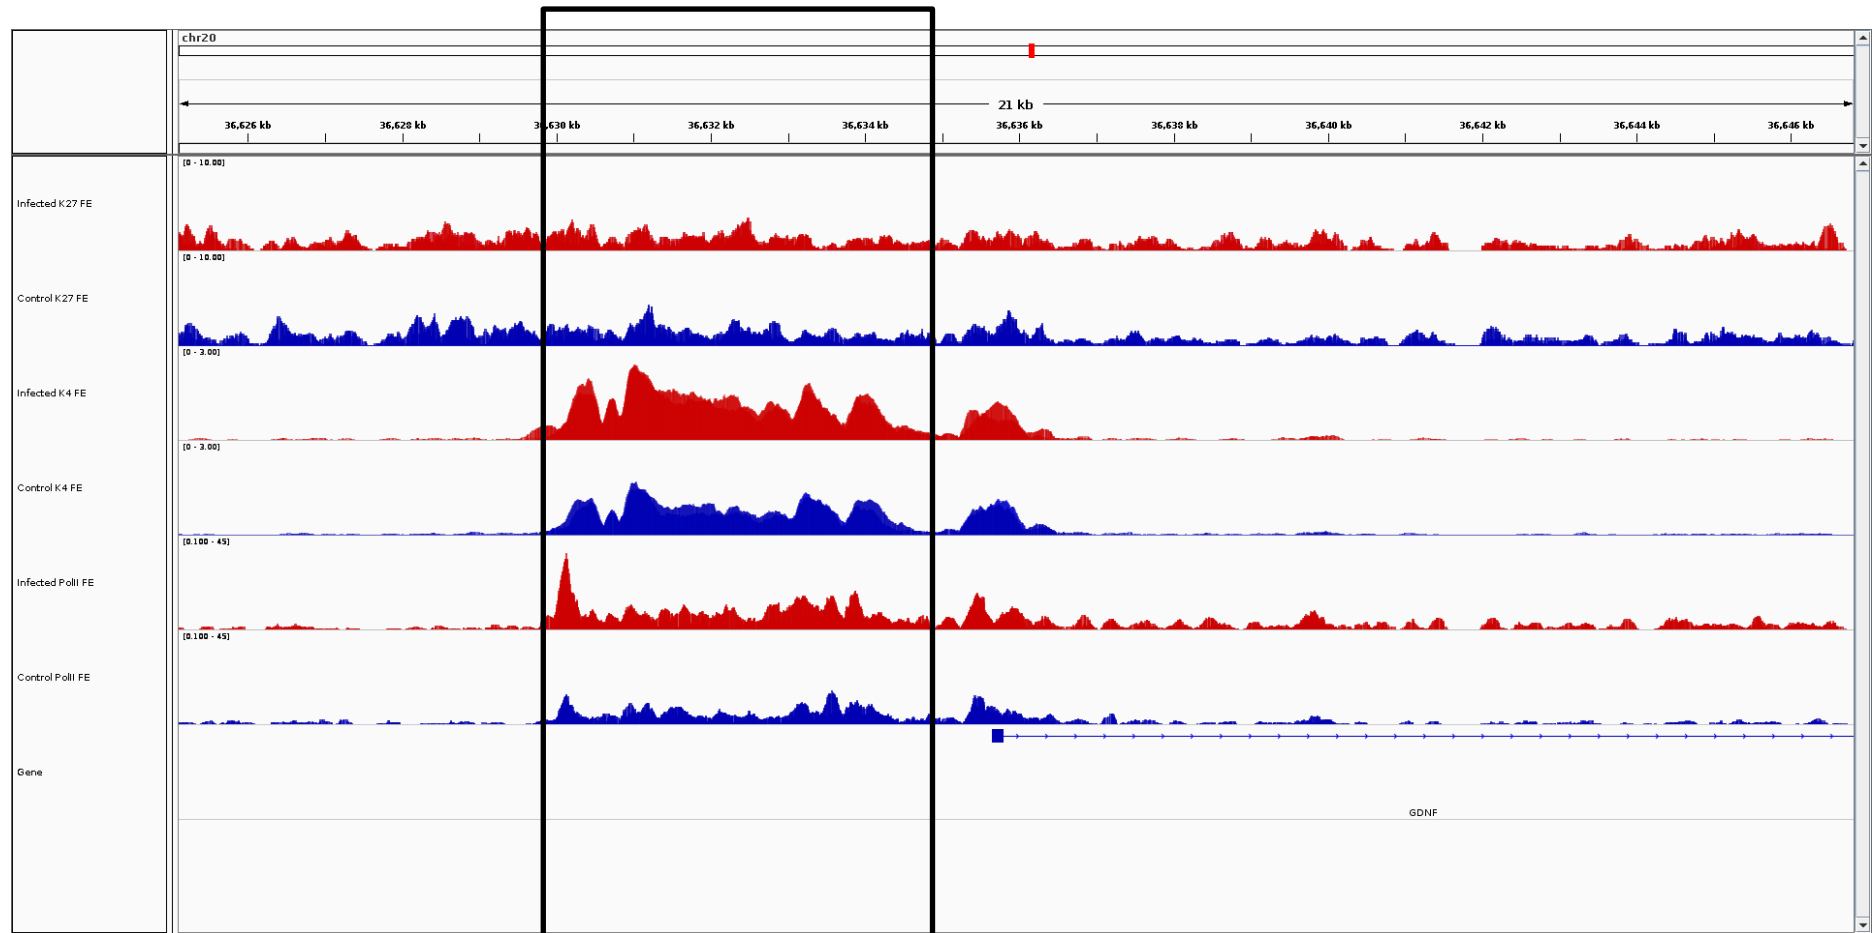 chr20
21 kb
36,626 kb 36,628 kb 36,630 kb 36,632 kb 36,634 kb 36,636 kb 36,638 kb 36,640 kb 36,642 kb 36,644 kb 36,646 kb
[0 - 10.00]
Infected K27 FE
[0 - 10.00]
Control K27 FE
[0 - 3.00]
Infected K4 FE
[0 - 3.00]
Control K4 FE
[0.100 - 45]
Infected PolII FE
[0.100 - 45]
Control PolII FE
Gene
GDNF